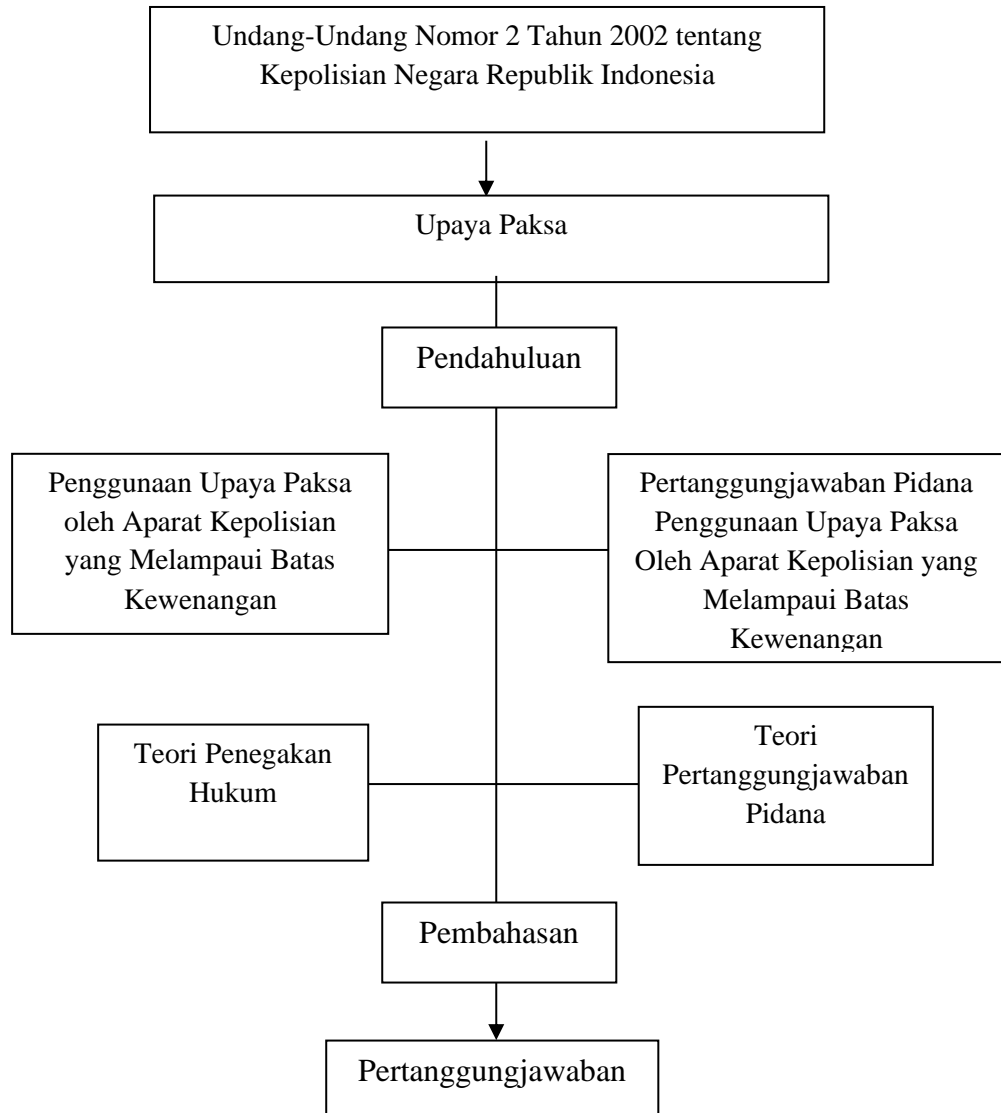 Undang-Undang Nomor 2 Tahun 2002 tentang
Kepolisian Negara Republik Indonesia
Upaya Paksa
Pendahuluan
Penggunaan Upaya Paksa
oleh Aparat Kepolisian
yang Melampaui Batas
Kewenangan
Pertanggungjawaban Pidana
Penggunaan Upaya Paksa
Oleh Aparat Kepolisian yang
Melampaui Batas
Kewenangan
Teori Penegakan
Hukum
Teori
Pertanggungjawaban
Pidana
Pembahasan
Pertanggungjawaban